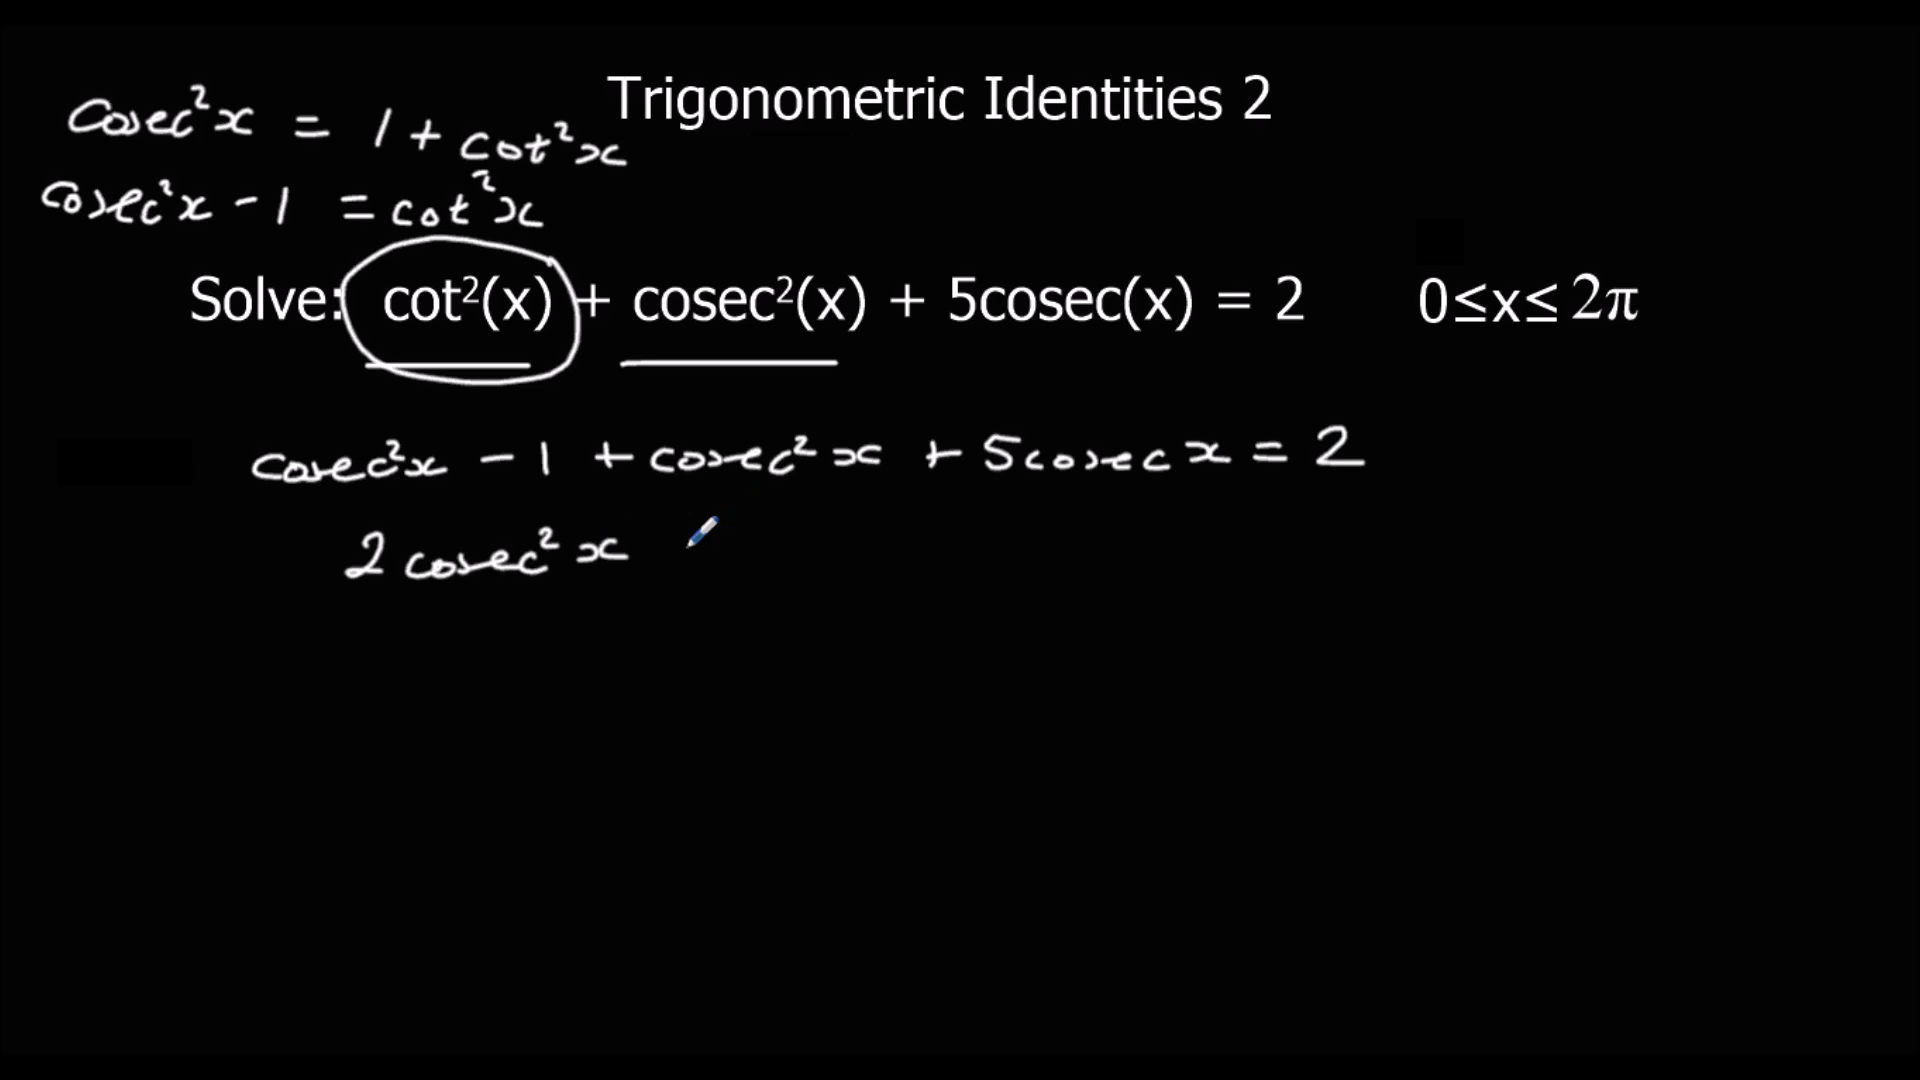 Trigonometric Identities 2
cosec²x = 1 + cot²x
cosec²x - 1 = cot²x
Solve: cot²(x) + cosec²(x) + 5cosec(x) = 2 0≤x≤ 2π
cosec²x - 1 + cosec²x + 5cosec x = 2
2cosec²x